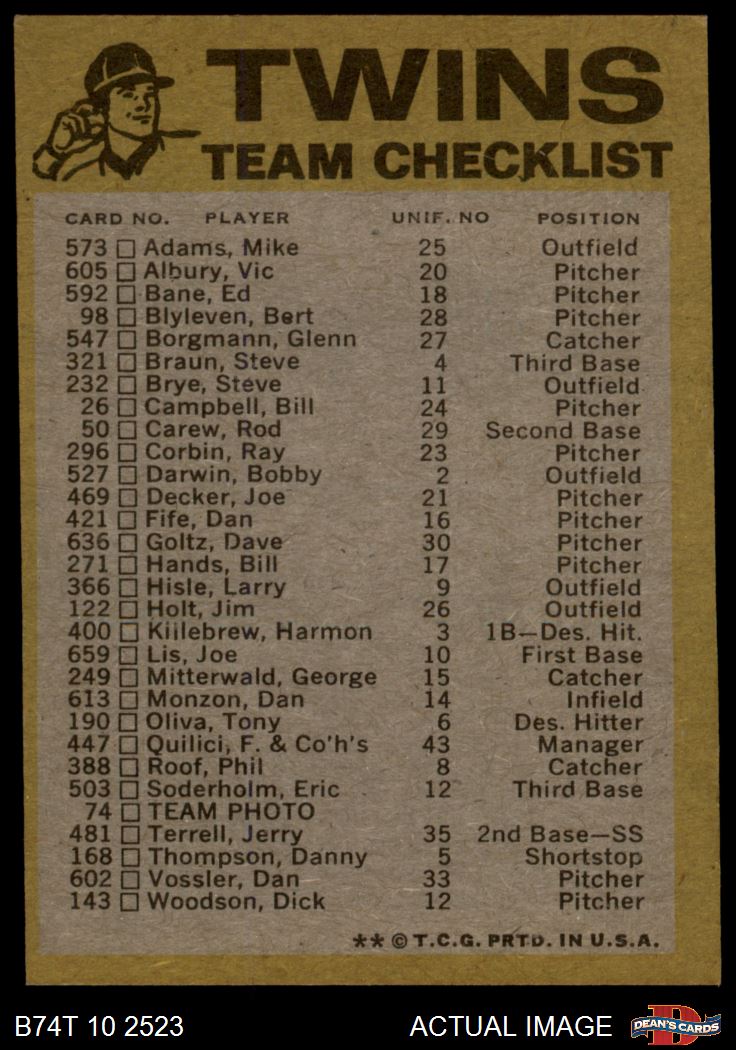 TWINS
TEAM CHECKLIST
CARD NO. PLAYER UNIF. NO POSITION
573 Adams, Mike 25 Outfield
605 Albury, Vic 20 Pitcher
592 Bane, Ed 18 Pitcher
98 Blyleven, Bert 28 Pitcher
547 Borgmann, Glenn 27 Catcher
321 Braun, Steve 4 Third Base
232 Brye, Steve 11 Outfield
26 Campbell, Bill 24 Pitcher
50 Carew, Rod 29 Second Base
296 Corbin, Ray 23 Pitcher
527 Darwin, Bobby 2 Outfield
469 Decker, Joe 21 Pitcher
421 Fife, Dan 16 Pitcher
636 Goltz, Dave 30 Pitcher
271 Hands, Bill 17 Pitcher
366 Hisle, Larry 9 Outfield
122 Holt, Jim 26 Outfield
400 Killebrew, Harmon 3 1B—Des. Hit.
659 Lis, Joe 10 First Base
249 Mitterwald, George 15 Catcher
613 Monzon, Dan 14 Infield
190 Oliva, Tony 6 Des. Hitter
447 Quilici, F. & Co'h's 43 Manager
388 Roof, Phil 8 Catcher
503 Soderholm, Eric 12 Third Base
74 TEAM PHOTO
481 Terrell, Jerry 35 2nd Base—SS
168 Thompson, Danny 5 Shortstop
602 Vossler, Dan 33 Pitcher
143 Woodson, Dick 12 Pitcher
** © T.C.G. PRTD. IN U.S.A.
B74T 10 2523 ACTUAL IMAGE DEAN'S CARDS